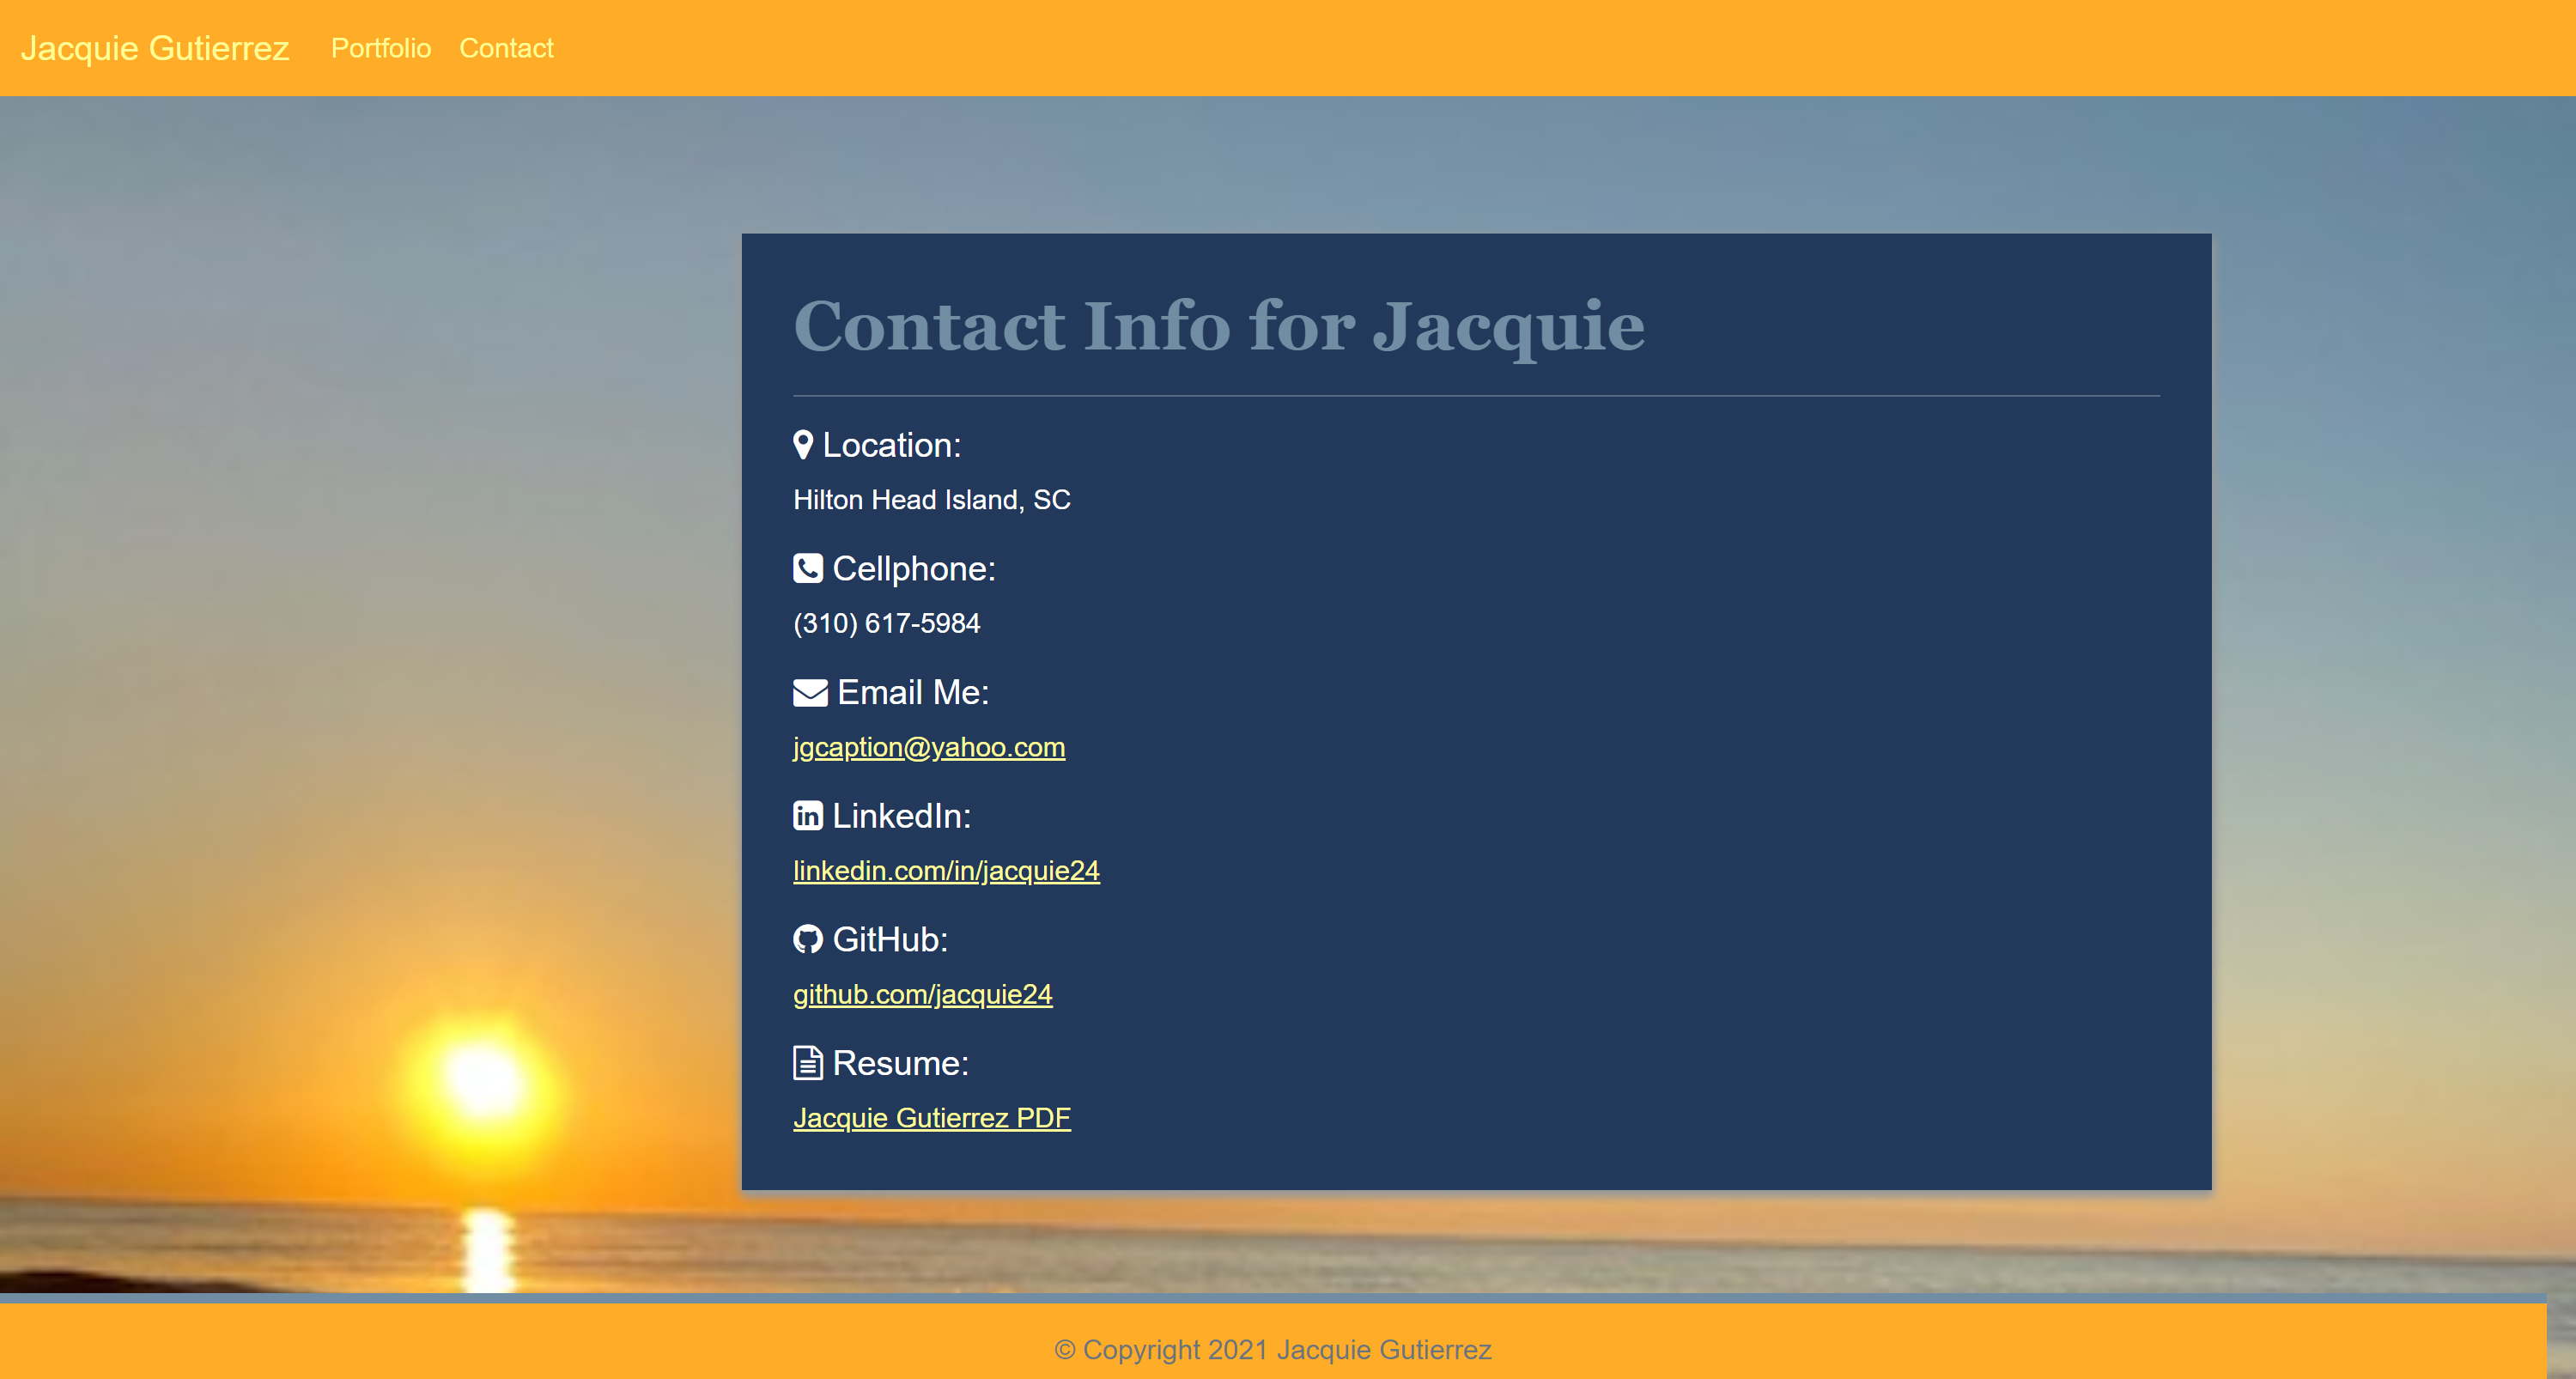 Jacquie Gutierrez Portfolio Contact
Contact Info for Jacquie
Location:
Hilton Head Island, SC
Cellphone:
(310) 617-5984
Email Me:
jgcaption@yahoo.com
LinkedIn:
linkedin.com/in/jacquie24
GitHub:
github.com/jacquie24
Resume:
Jacquie Gutierrez PDF
© Copyright 2021 Jacquie Gutierrez